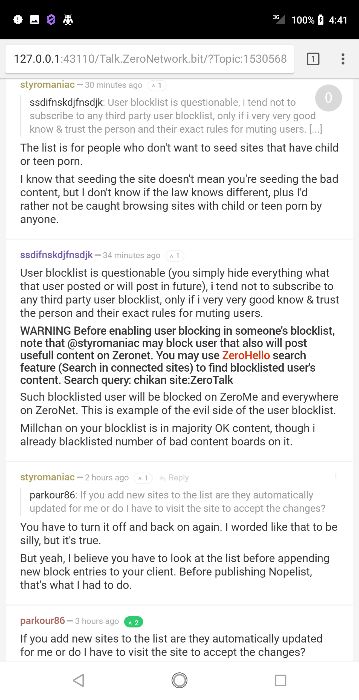 3G 100% 4:41
127.0.0.1:43110/Talk.ZeroNetwork.bit/?Topic:1530568 1
styromaniac — 30 minutes ago 1
0
ssdifnskdjfnsdjk: User blocklist is questionable, i tend not to
subscribe to any third party user blocklist, only if i very very good
know & trust the person and their exact rules for muting users. [...]
The list is for people who don't want to seed sites that have child
or teen porn.
I know that seeding the site doesn't mean you're seeding the bad
content, but I don't know if the law knows different, plus I'd
rather not be caught browsing sites with child or teen porn by
anyone.
ssdifnskdjfnsdjk — 34 minutes ago 1
User blocklist is questionable (you simply hide everything what
that user posted or will post in future), i tend not to subscribe to
any third party user blocklist, only if i very very good know & trust
the person and their exact rules for muting users.
WARNING Before enabling user blocking in someone's blocklist,
note that @styromaniac may block user that also will post
usefull content on Zeronet. You may use ZeroHello search
feature (Search in connected sites) to find blocklisted user's
content. Search query: chikan site:ZeroTalk
Such blocklisted user will be blocked on ZeroMe and everywhere
on ZeroNet. This is example of the evil side of the user blocklist.
Millchan on your blocklist is in majority OK content, though i
already blacklisted number of bad content boards on it.
styromaniac — 2 hours ago 1 Reply
parkour86: If you add new sites to the list are they automatically
updated for me or do I have to visit the site to accept the changes?
You have to turn it off and back on again. I worded like that to be
silly, but it's true.
But yeah, I believe you have to look at the list before appending
new block entries to your client. Before publishing Nopelist,
that's what I had to do.
parkour86 — 3 hours ago 2
If you add new sites to the list are they automatically updated
for me or do I have to visit the site to accept the changes?